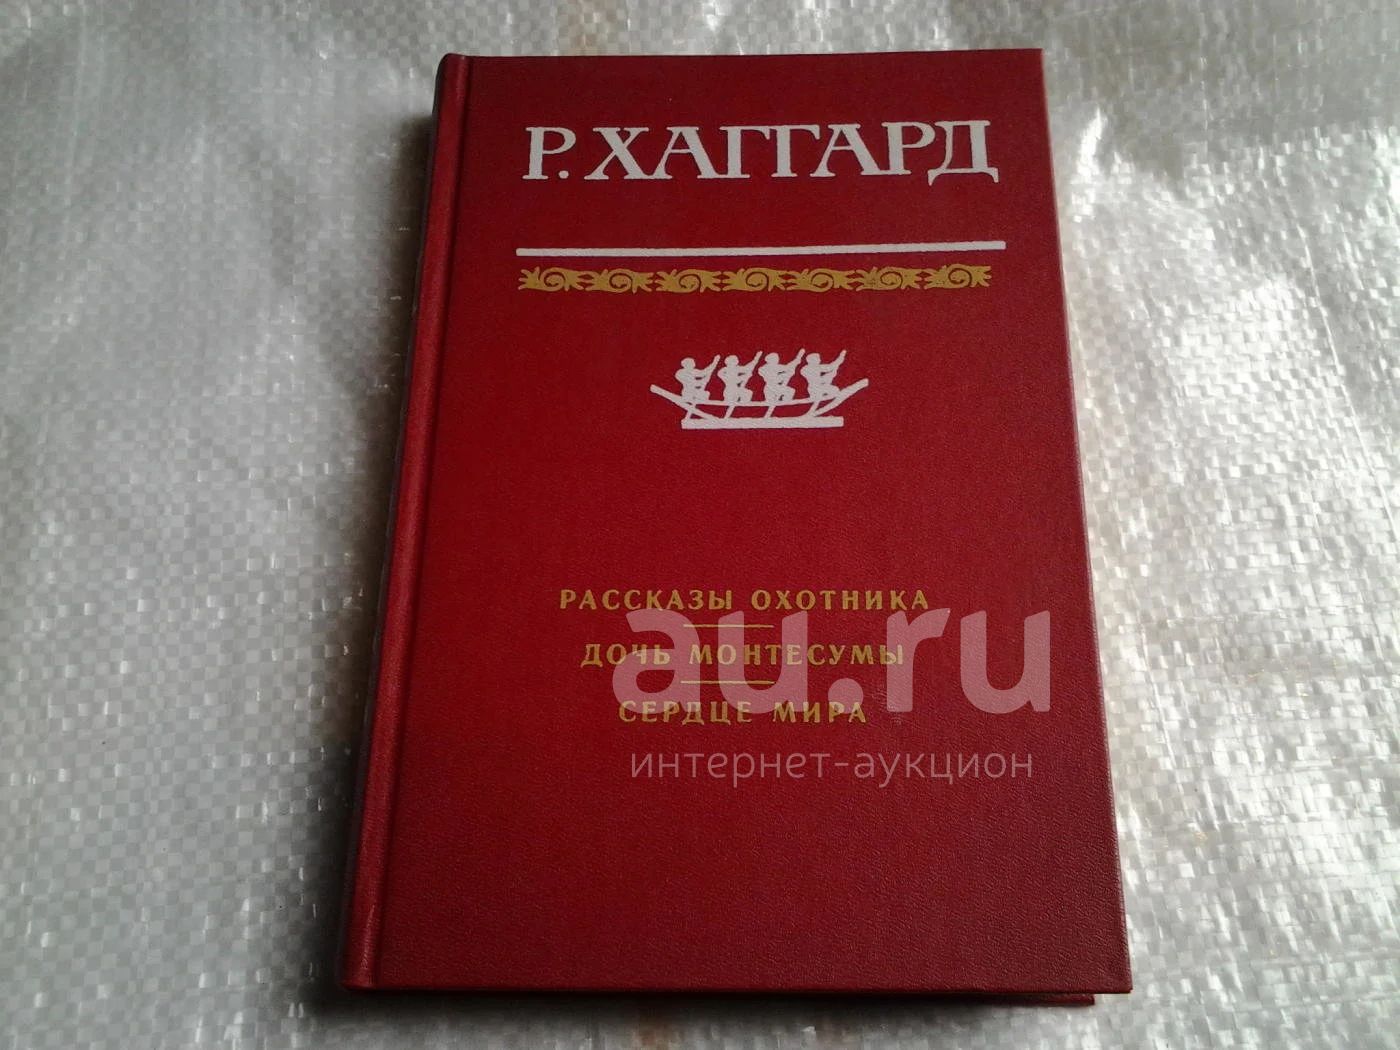 Р. ХАГГАРД
РАССКАЗЫ ОХОТНИКА
ДОЧЬ МОНТЕСУМЫ
СЕРДЦЕ МИРА
au.ru
интернет-аукцион